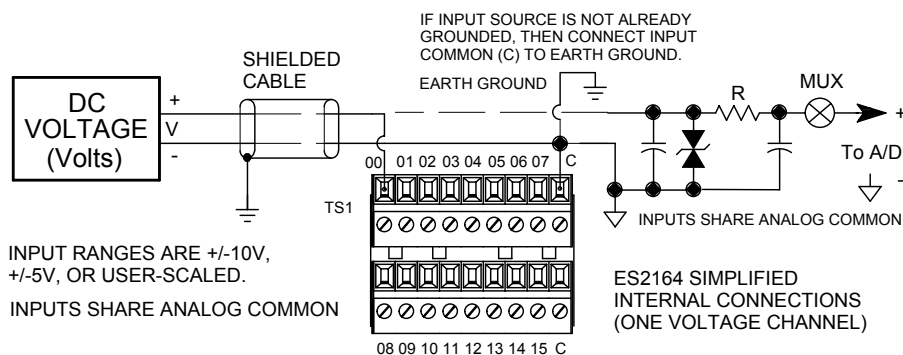 IF INPUT SOURCE IS NOT ALREADY
GROUNDED, THEN CONNECT INPUT
COMMON (C) TO EARTH GROUND.
SHIELDED
CABLE
EARTH GROUND
R
MUX
DC
VOLTAGE
(Volts)
+
V
-
+
To A/D
-
00 01 02 03 04 05 06 07 C
TS1
INPUTS SHARE ANALOG COMMON
INPUT RANGES ARE +/-10V,
+/-5V, OR USER-SCALED.
INPUTS SHARE ANALOG COMMON
ES2164 SIMPLIFIED
INTERNAL CONNECTIONS
(ONE VOLTAGE CHANNEL)
08 09 10 11 12 13 14 15 C